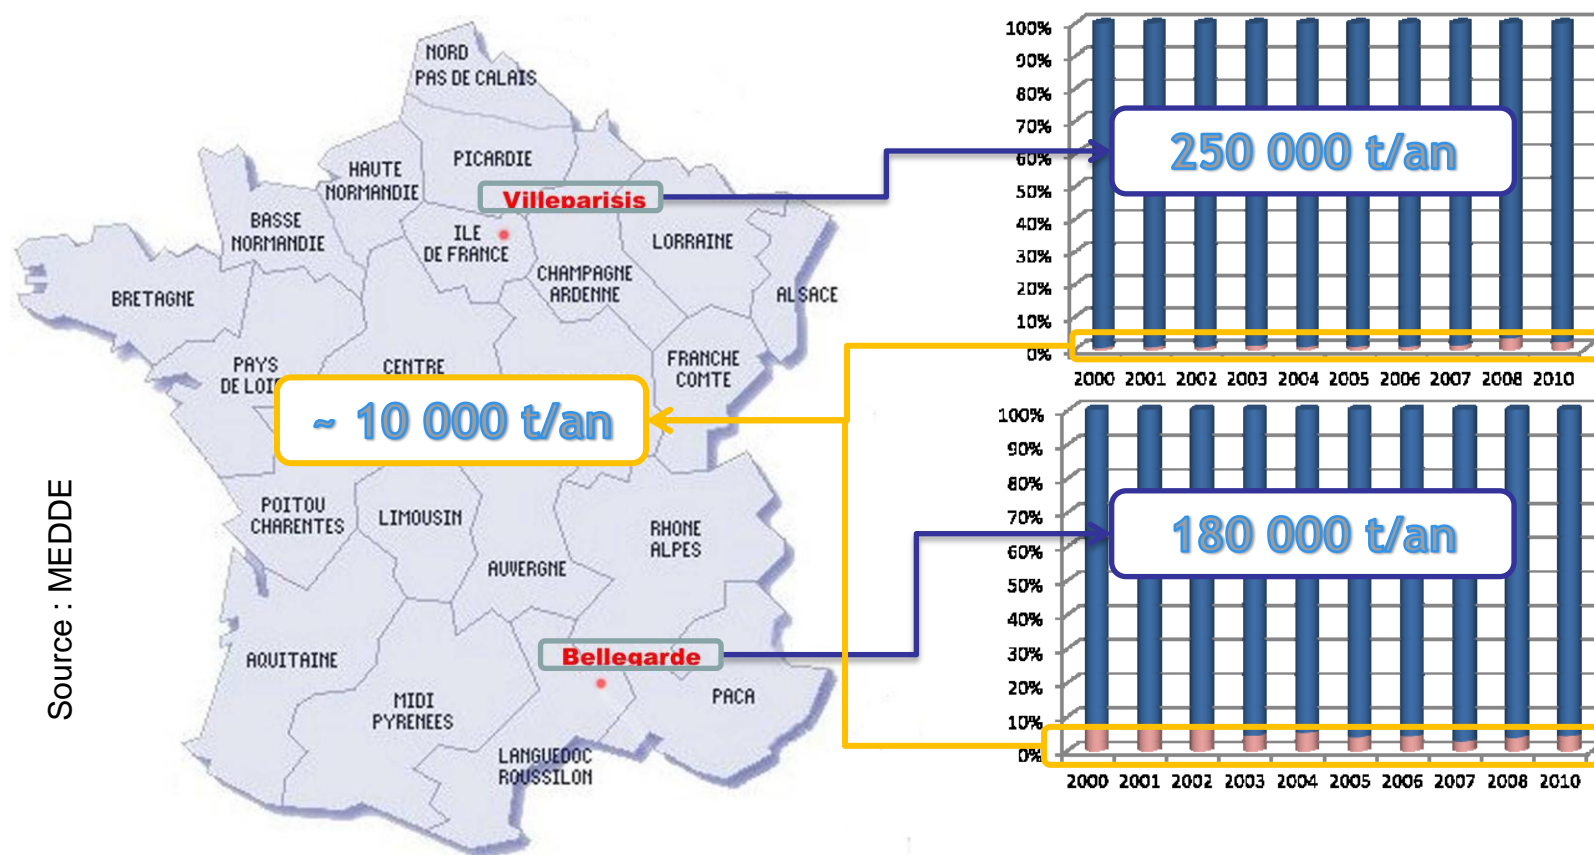 NORD
PAS DE CALAIS
HAUTE
NORMANDIE
PICARDIE
Villeparisis
BASSE
NORMANDIE
ILE
DE FRANCE
LORRAINE
CHAMPAGNE
ARDENNE
ALSACE
BRETAGNE
PAYS
DE LOI
CENTRE
FRANCHE
COMTE
~ 10 000 t/an
POITOU
CHARENTES
LIMOUSIN
RHONE
ALPES
AUVERGNE
Bellegarde
AQUITAINE
MIDI
PYRENEES
PACA
LANGUEDOC
ROUSSILON
Source : MEDDE
100%
90%
80%
70%
60%
50%
40%
30%
20%
10%
0%
250 000 t/an
2000 2001 2002 2003 2004 2005 2006 2007 2008 2010
100%
90%
80%
70%
60%
50%
40%
30%
20%
10%
0%
180 000 t/an
2000 2001 2002 2003 2004 2005 2006 2007 2008 2010